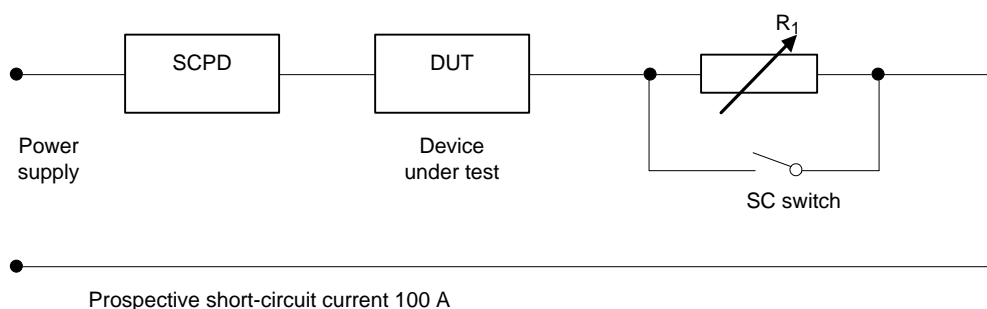 R1
SCPD
DUT
Power
supply
Device
under test
SC switch
Prospective short-circuit current 100 A